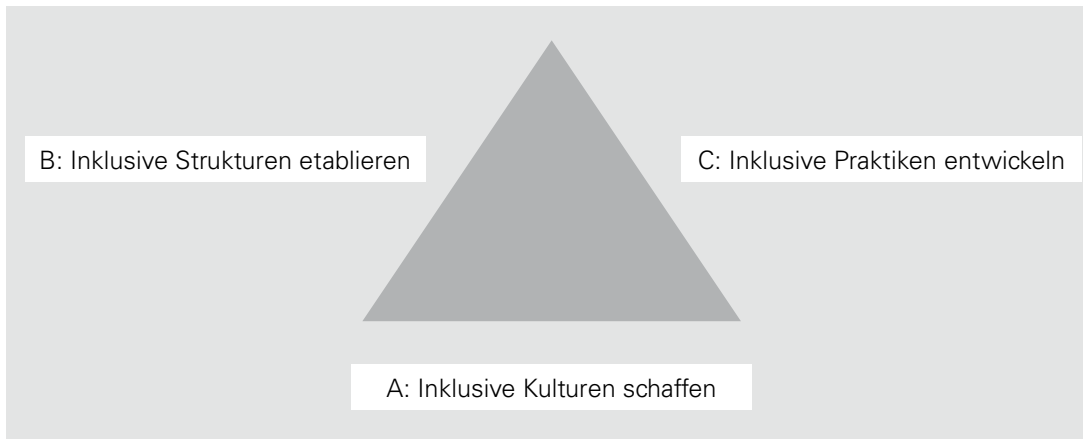 B: Inklusive Strukturen etablieren
C: Inklusive Praktiken entwickeln
A: Inklusive Kulturen schaffen